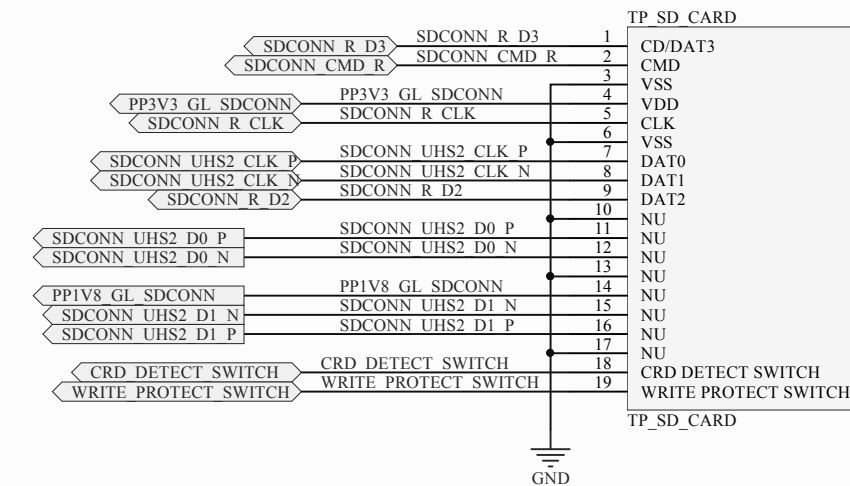 TP_SD_CARD
SDCONN_R_D3 SDCONN_R_D3 1 CD/DAT3
SDCONN_CMD_R SDCONN_CMD_R 2 CMD
3 VSS
PP3V3_GL_SDCONN PP3V3_GL_SDCONN 4 VDD
SDCONN_R_CLK SDCONN_R_CLK 5 CLK
6 VSS
SDCONN_UHS2_CLK_P SDCONN_UHS2_CLK_P 7 DAT0
SDCONN_UHS2_CLK_N SDCONN_UHS2_CLK_N 8 DAT1
SDCONN_R_D2 SDCONN_R_D2 9 DAT2
10 NU
SDCONN_UHS2_D0_P SDCONN_UHS2_D0_P 11 NU
SDCONN_UHS2_D0_N SDCONN_UHS2_D0_N 12 NU
13 NU
PP1V8_GL_SDCONN PP1V8_GL_SDCONN 14 NU
SDCONN_UHS2_D1_N SDCONN_UHS2_D1_N 15 NU
SDCONN_UHS2_D1_P SDCONN_UHS2_D1_P 16 NU
17 NU
CRD_DETECT_SWITCH CRD_DETECT_SWITCH 18 CRD DETECT SWITCH
WRITE_PROTECT_SWITCH WRITE_PROTECT_SWITCH 19 WRITE PROTECT SWITCH
TP_SD_CARD
GND